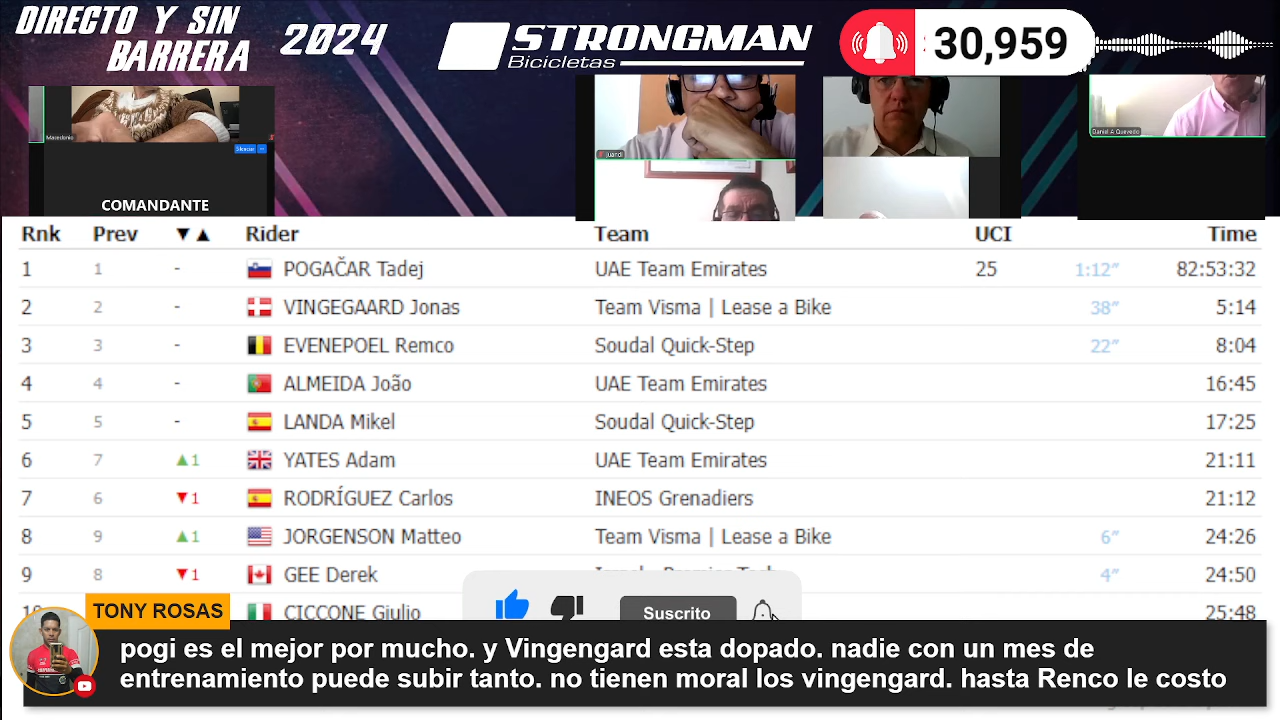 DIRECTO Y SIN
BARRERA
2024
STRONGMAN
Bicicletas
30,959
Macedonio
COMANDANTE
juandi
Daniel A Quevedo
Rnk Prev ▼▲ Rider Team UCI Time
1 1 - POGAČAR Tadej UAE Team Emirates 25 1:12″ 82:53:32
2 2 - VINGEGAARD Jonas Team Visma | Lease a Bike 38″ 5:14
3 3 - EVENEPOEL Remco Soudal Quick-Step 22″ 8:04
4 4 - ALMEIDA João UAE Team Emirates 16:45
5 5 - LANDA Mikel Soudal Quick-Step 17:25
6 7 ▲1 YATES Adam UAE Team Emirates 21:11
7 6 ▼1 RODRÍGUEZ Carlos INEOS Grenadiers 21:12
8 9 ▲1 JORGENSON Matteo Team Visma | Lease a Bike 6″ 24:26
9 8 ▼1 GEE Derek 4″ 24:50
CICCONE Giulio 25:48
Suscrito
TONY ROSAS
pogi es el mejor por mucho. y Vingengard esta dopado. nadie con un mes de
entrenamiento puede subir tanto. no tienen moral los vingengard. hasta Renco le costo